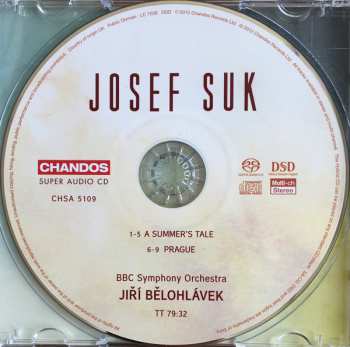 JOSEF SUK
CHANDOS
SUPER AUDIO CD
CHSA 5109
DSD
Multi-ch
Stereo
1-5 A SUMMER'S TALE
6-9 PRAGUE
BBC Symphony Orchestra
JIŘÍ BĚLOHLÁVEK
TT 79:32